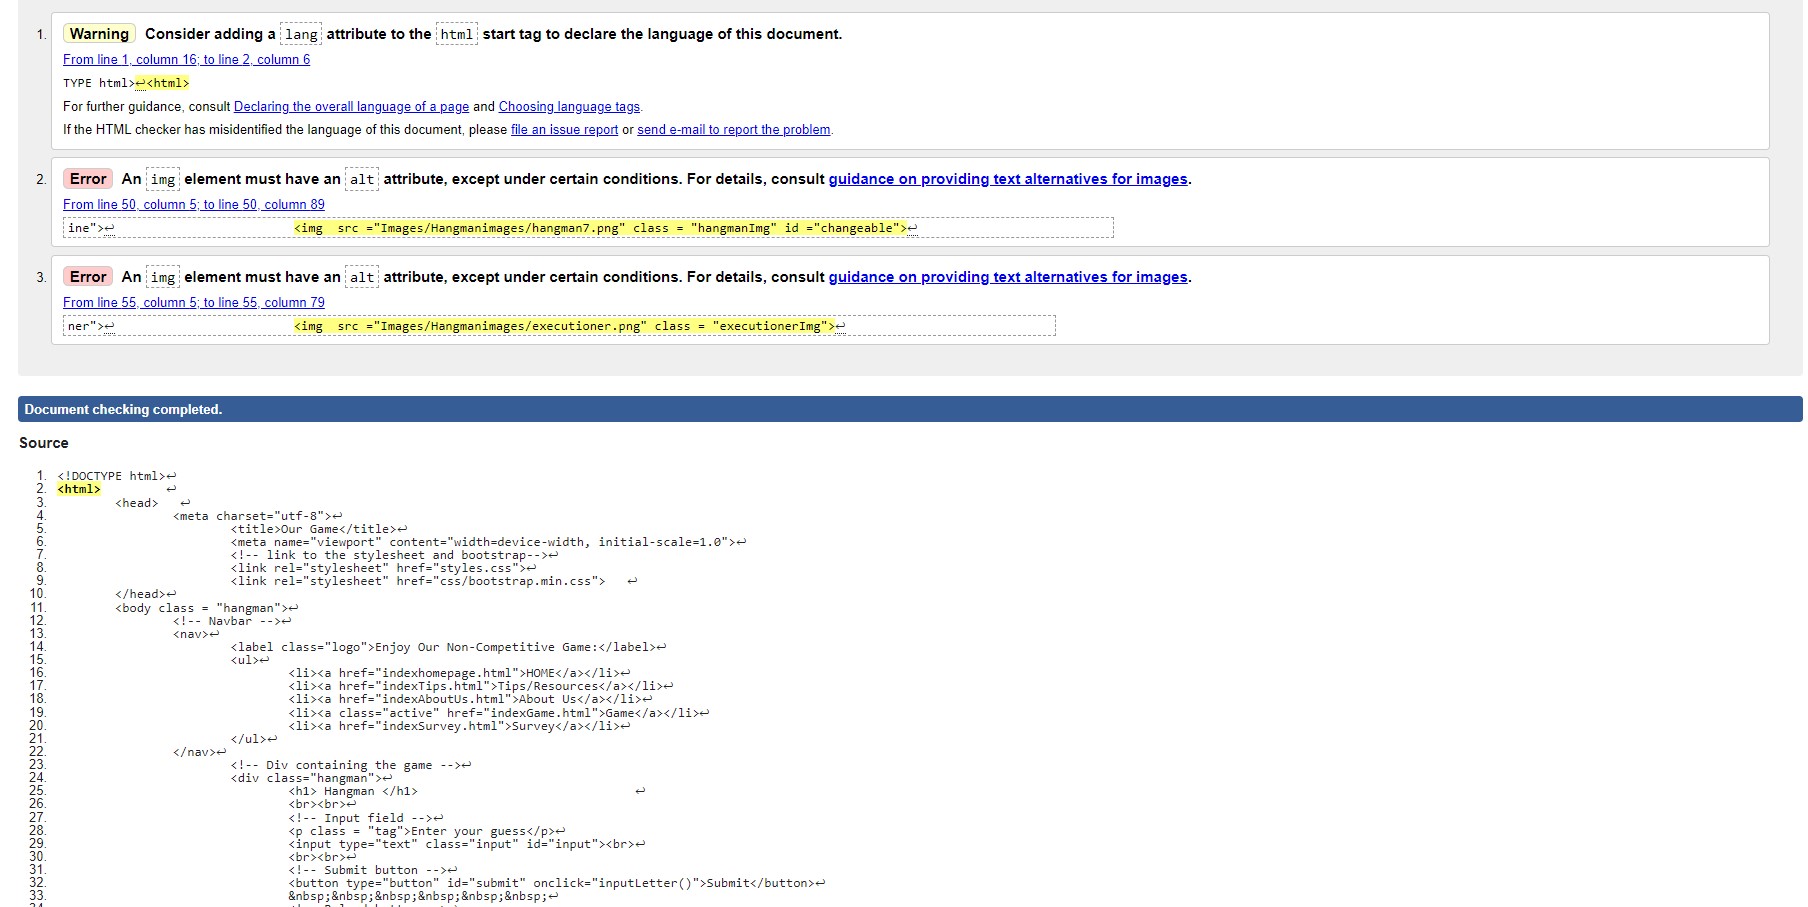 1. Warning Consider adding a lang attribute to the html start tag to declare the language of this document.
From line 1, column 16; to line 2, column 6
TYPE html>↩<html>
For further guidance, consult Declaring the overall language of a page and Choosing language tags.
If the HTML checker has misidentified the language of this document, please file an issue report or send e-mail to report the problem.
2. Error An img element must have an alt attribute, except under certain conditions. For details, consult guidance on providing text alternatives for images.
From line 50, column 5; to line 50, column 89
ine">↩ <img  src ="Images/Hangmanimages/hangman7.png" class = "hangmanImg" id ="changeable">↩
3. Error An img element must have an alt attribute, except under certain conditions. For details, consult guidance on providing text alternatives for images.
From line 55, column 5; to line 55, column 79
ner">↩ <img  src ="Images/Hangmanimages/executioner.png" class = "executionerImg">↩
Document checking completed.
Source
1. <!DOCTYPE html>↩
2. <html> ↩
3. <head> ↩
4. <meta charset="utf-8">↩
5. <title>Our Game</title>↩
6. <meta name="viewport" content="width=device-width, initial-scale=1.0">↩
7. <!-- link to the stylesheet and bootstrap-->↩
8. <link rel="stylesheet" href="styles.css">↩
9. <link rel="stylesheet" href="css/bootstrap.min.css"> ↩
10. </head>↩
11. <body class = "hangman">↩
12. <!-- Navbar -->↩
13. <nav>↩
14. <label class="logo">Enjoy Our Non-Competitive Game:</label>↩
15. <ul>↩
16. <li><a href="indexhomepage.html">HOME</a></li>↩
17. <li><a href="indexTips.html">Tips/Resources</a></li>↩
18. <li><a href="indexAboutUs.html">About Us</a></li>↩
19. <li><a class="active" href="indexGame.html">Game</a></li>↩
20. <li><a href="indexSurvey.html">Survey</a></li>↩
21. </ul>↩
22. </nav>↩
23. <!-- Div containing the game -->↩
24. <div class="hangman">↩
25. <h1> Hangman </h1> ↩
26. <br><br>↩
27. <!-- Input field -->↩
28. <p class = "tag">Enter your guess</p>↩
29. <input type="text" class="input" id="input"><br>↩
30. <br><br>↩
31. <!-- Submit button -->↩
32. <button type="button" id="submit" onclick="inputLetter()">Submit</button>↩
33. &nbsp;&nbsp;&nbsp;&nbsp;&nbsp;&nbsp;↩